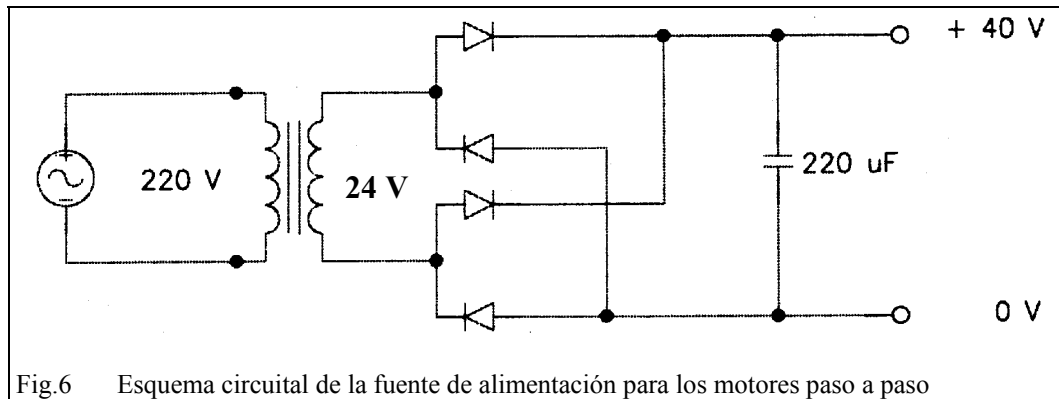 + 40 V
220 V
24 V
220 uF
0 V
Fig.6 Esquema circuital de la fuente de alimentación para los motores paso a paso